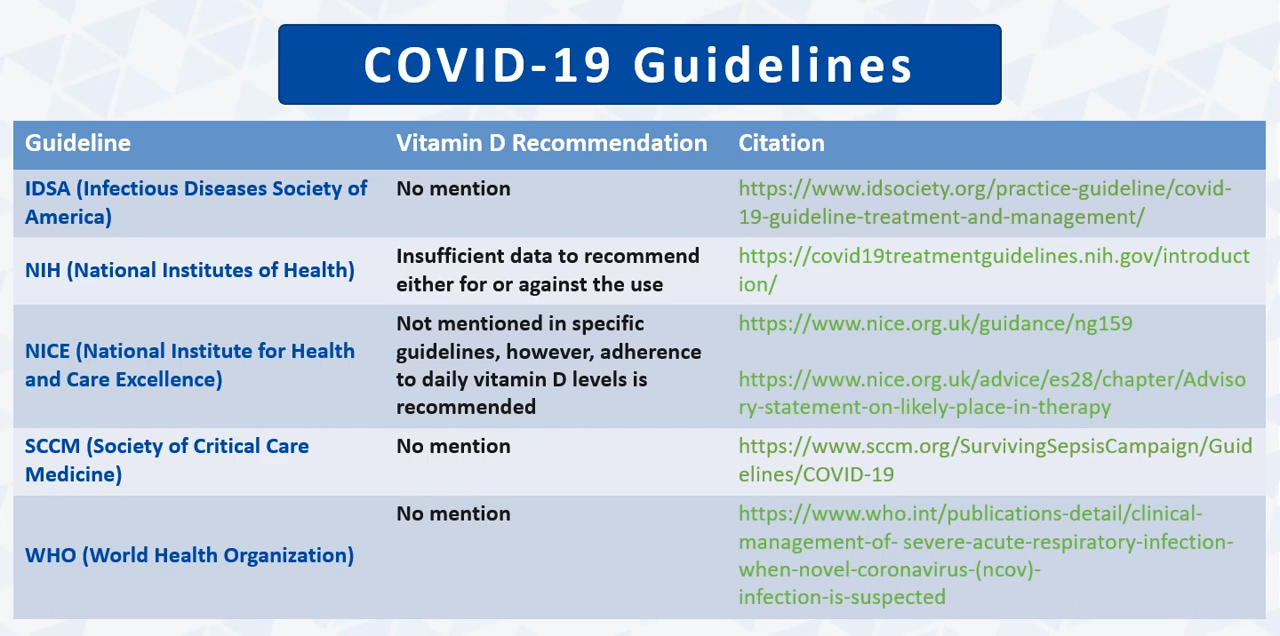 COVID-19 Guidelines
Guideline
Vitamin D Recommendation
Citation
IDSA (Infectious Diseases Society of
America)
No mention
https://www.idsociety.org/practice-guideline/covid-
19-guideline-treatment-and-management/
NIH (National Institutes of Health)
Insufficient data to recommend
either for or against the use
https://covid19treatmentguidelines.nih.gov/introduct
ion/
NICE (National Institute for Health
and Care Excellence)
Not mentioned in specific
guidelines, however, adherence
to daily vitamin D levels is
recommended
https://www.nice.org.uk/guidance/ng159
https://www.nice.org.uk/advice/es28/chapter/Adviso
ry-statement-on-likely-place-in-therapy
SCCM (Society of Critical Care
Medicine)
No mention
https://www.sccm.org/SurvivingSepsisCampaign/Guid
elines/COVID-19
WHO (World Health Organization)
No mention
https://www.who.int/publications-detail/clinical-
management-of- severe-acute-respiratory-infection-
when-novel-coronavirus-(ncov)-
infection-is-suspected